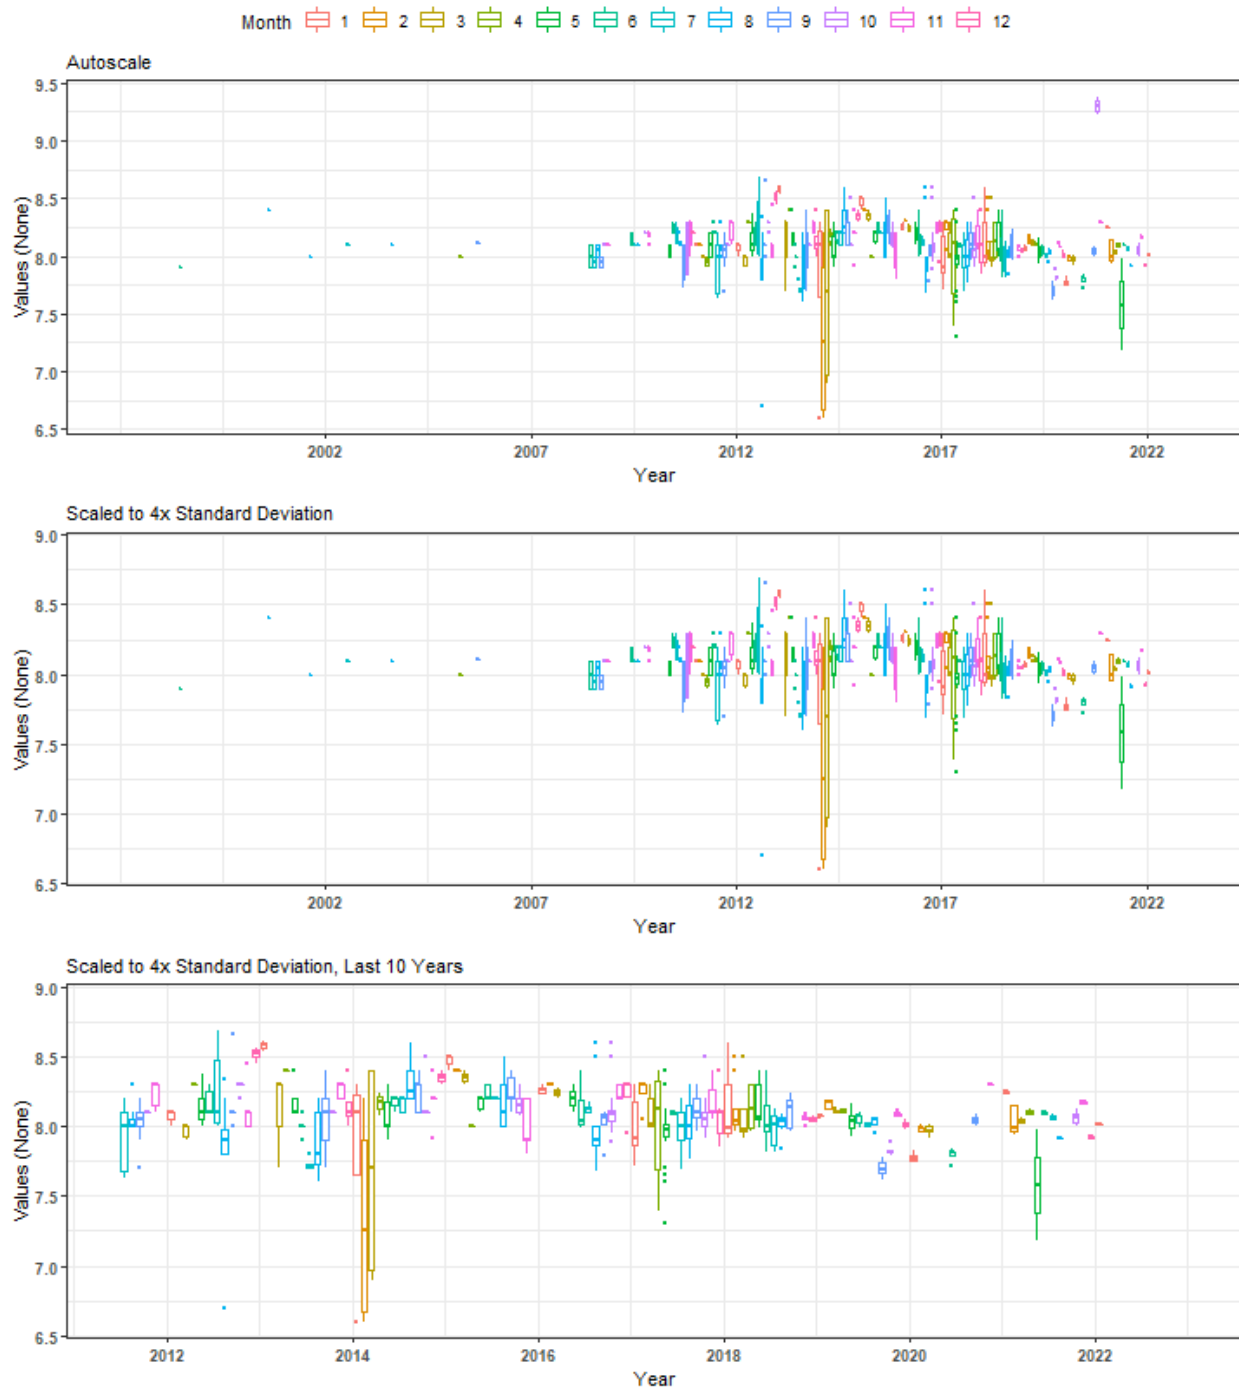 Month 1 2 3 4 5 6 7 8 9 10 11 12
Autoscale
9.5
9.0
8.5
8.0
7.5
7.0
6.5
Values (None)
2002 2007 2012 2017 2022
Year
Scaled to 4x Standard Deviation
9.0
8.5
8.0
7.5
7.0
6.5
Values (None)
2002 2007 2012 2017 2022
Year
Scaled to 4x Standard Deviation, Last 10 Years
9.0
8.5
8.0
7.5
7.0
6.5
Values (None)
2012 2014 2016 2018 2020 2022
Year